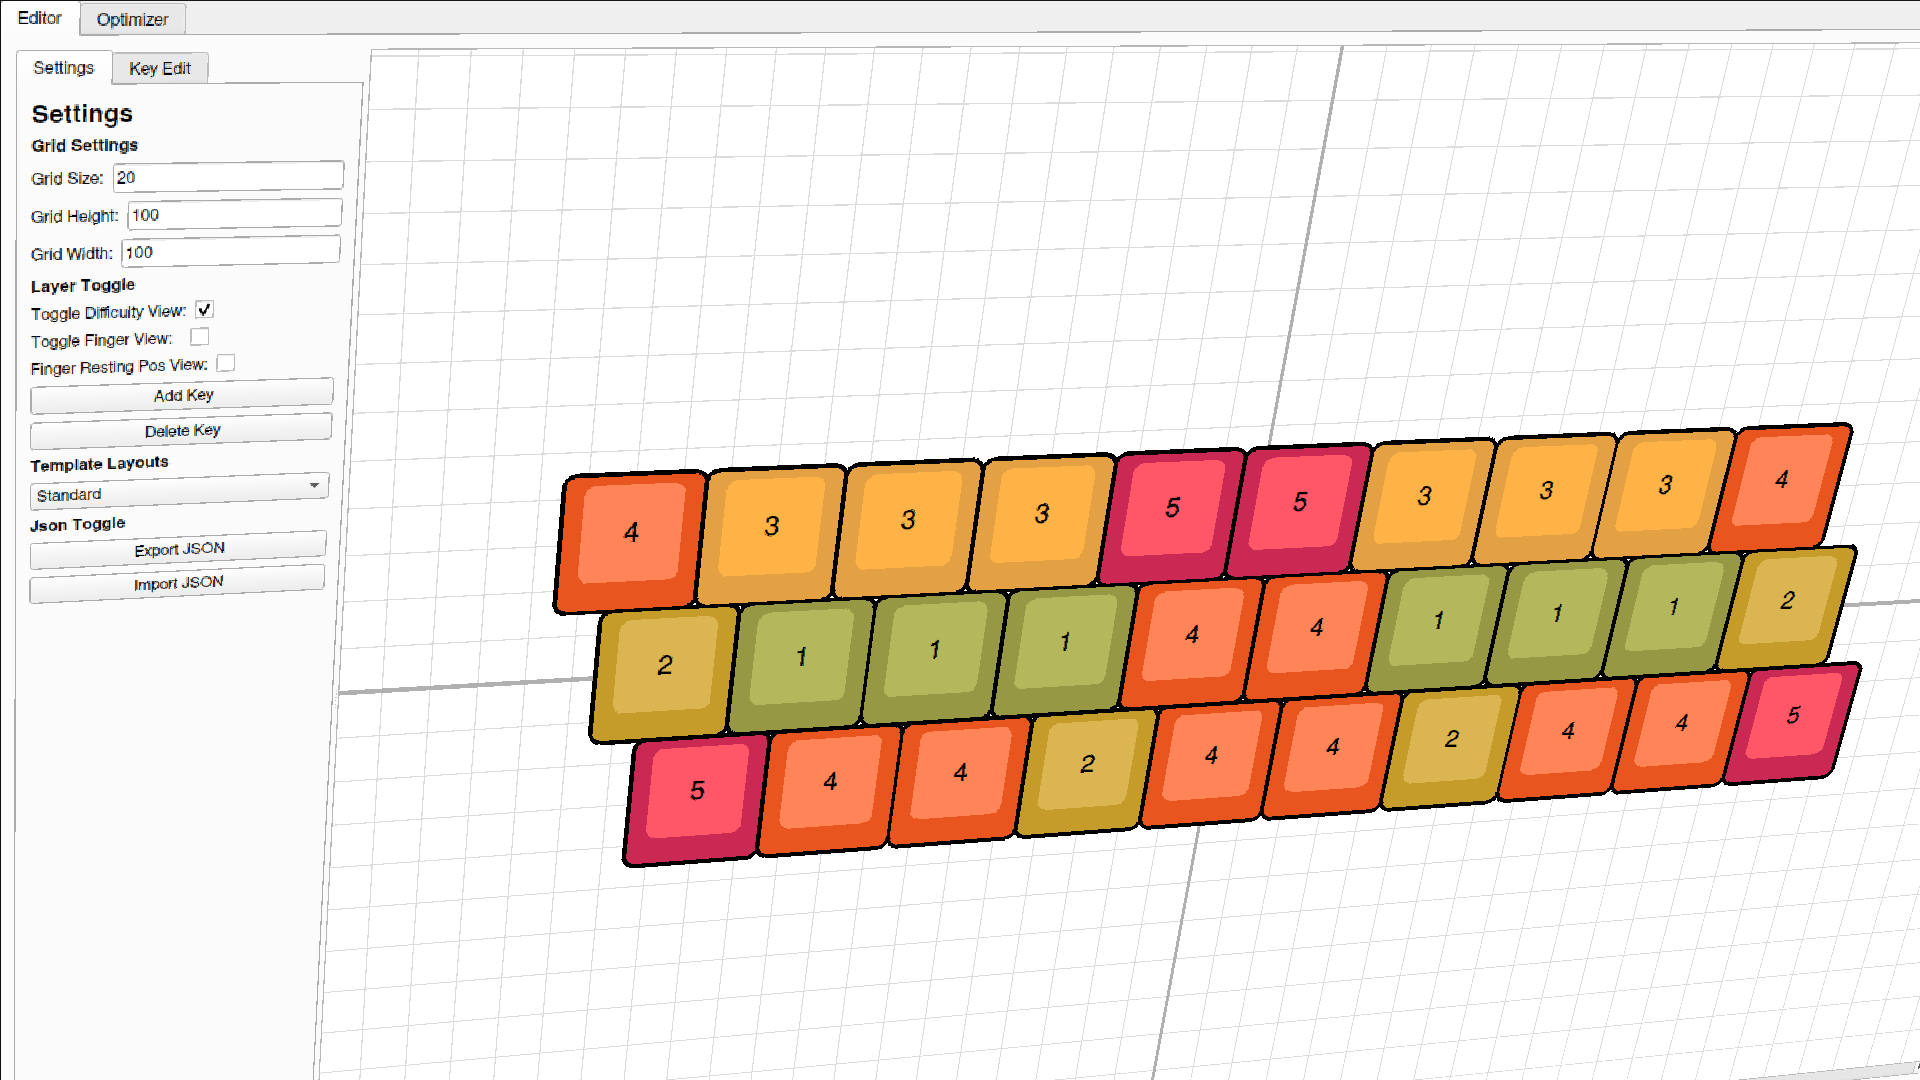 Editor Optimizer
Settings Key Edit
Settings
Grid Settings
Grid Size: 20
Grid Height: 100
Grid Width: 100
Layer Toggle
Toggle Difficulty View:
Toggle Finger View:
Finger Resting Pos View:
Add Key
Delete Key
Template Layouts
Standard
Json Toggle
Export JSON
Import JSON
4 3 3 3 5 5 3 3 3 4
2 1 1 1 4 4 1 1 1 2
5 4 4 2 4 4 2 4 4 5